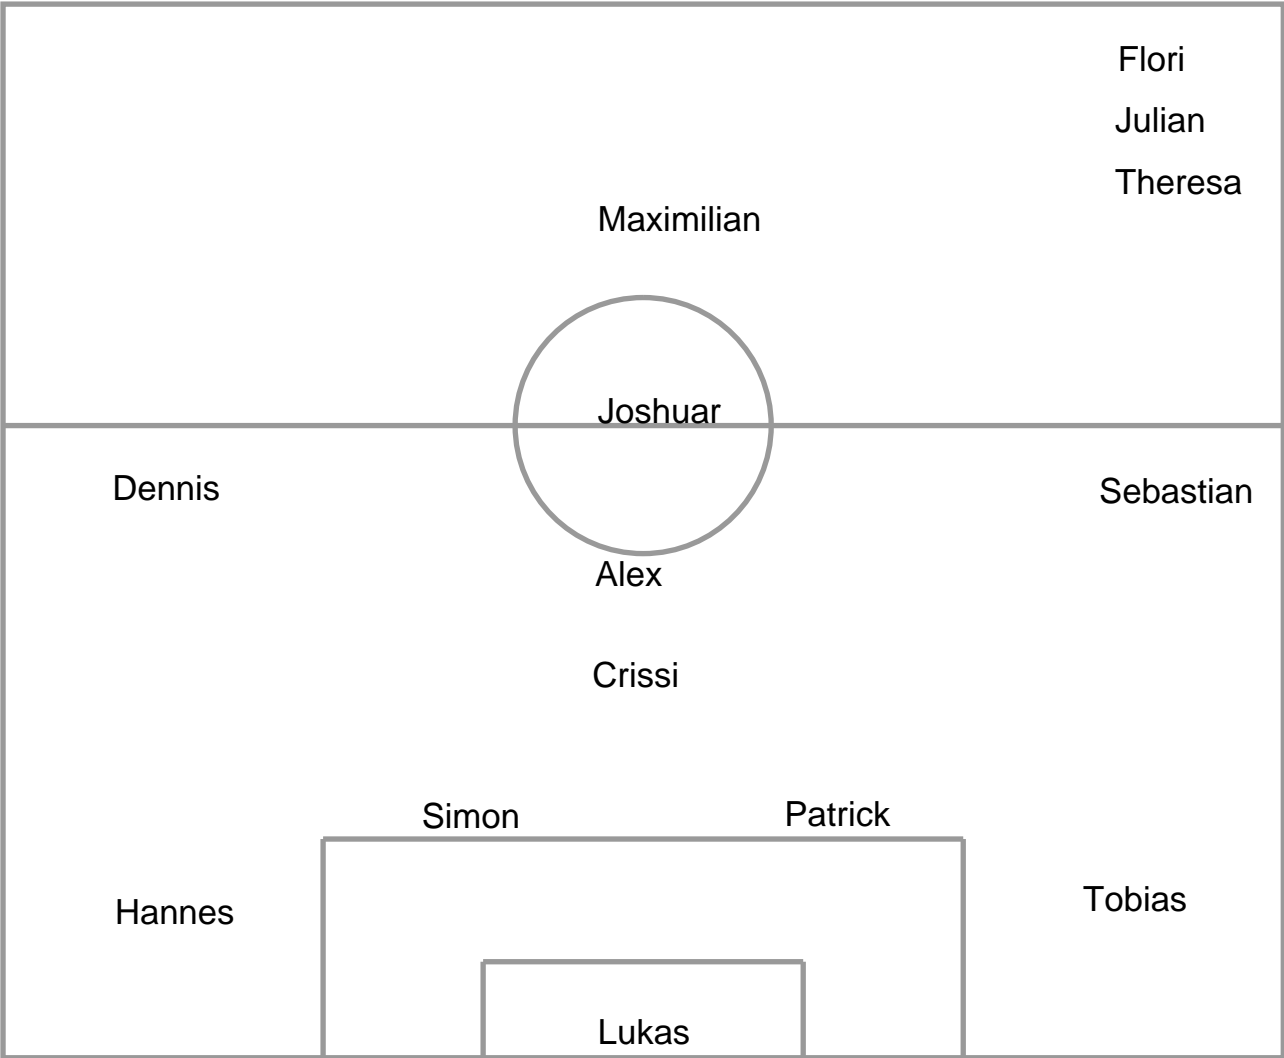 Flori
Julian
Theresa
Maximilian
Joshuar
Dennis
Sebastian
Alex
Crissi
Simon
Patrick
Hannes
Tobias
Lukas